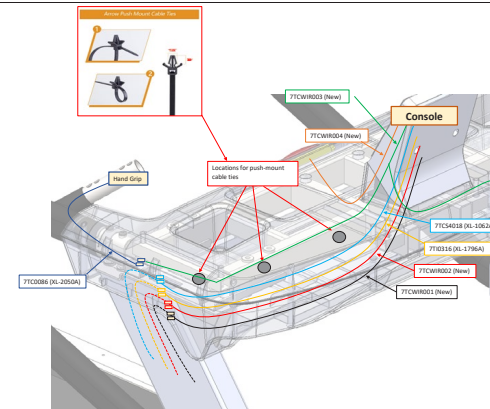 Arrow Push Mount Cable Ties
1
2
7TCWIR003 (New)
Console
7TCWIR004 (New)
Locations for push-mount
cable ties
Hand Grip
7TCS4018 (XL-1062A
7TI0316 (XL-1796A)
7TC0086 (XL-2050A)
7TCWIR002 (New)
7TCWIR001 (New)